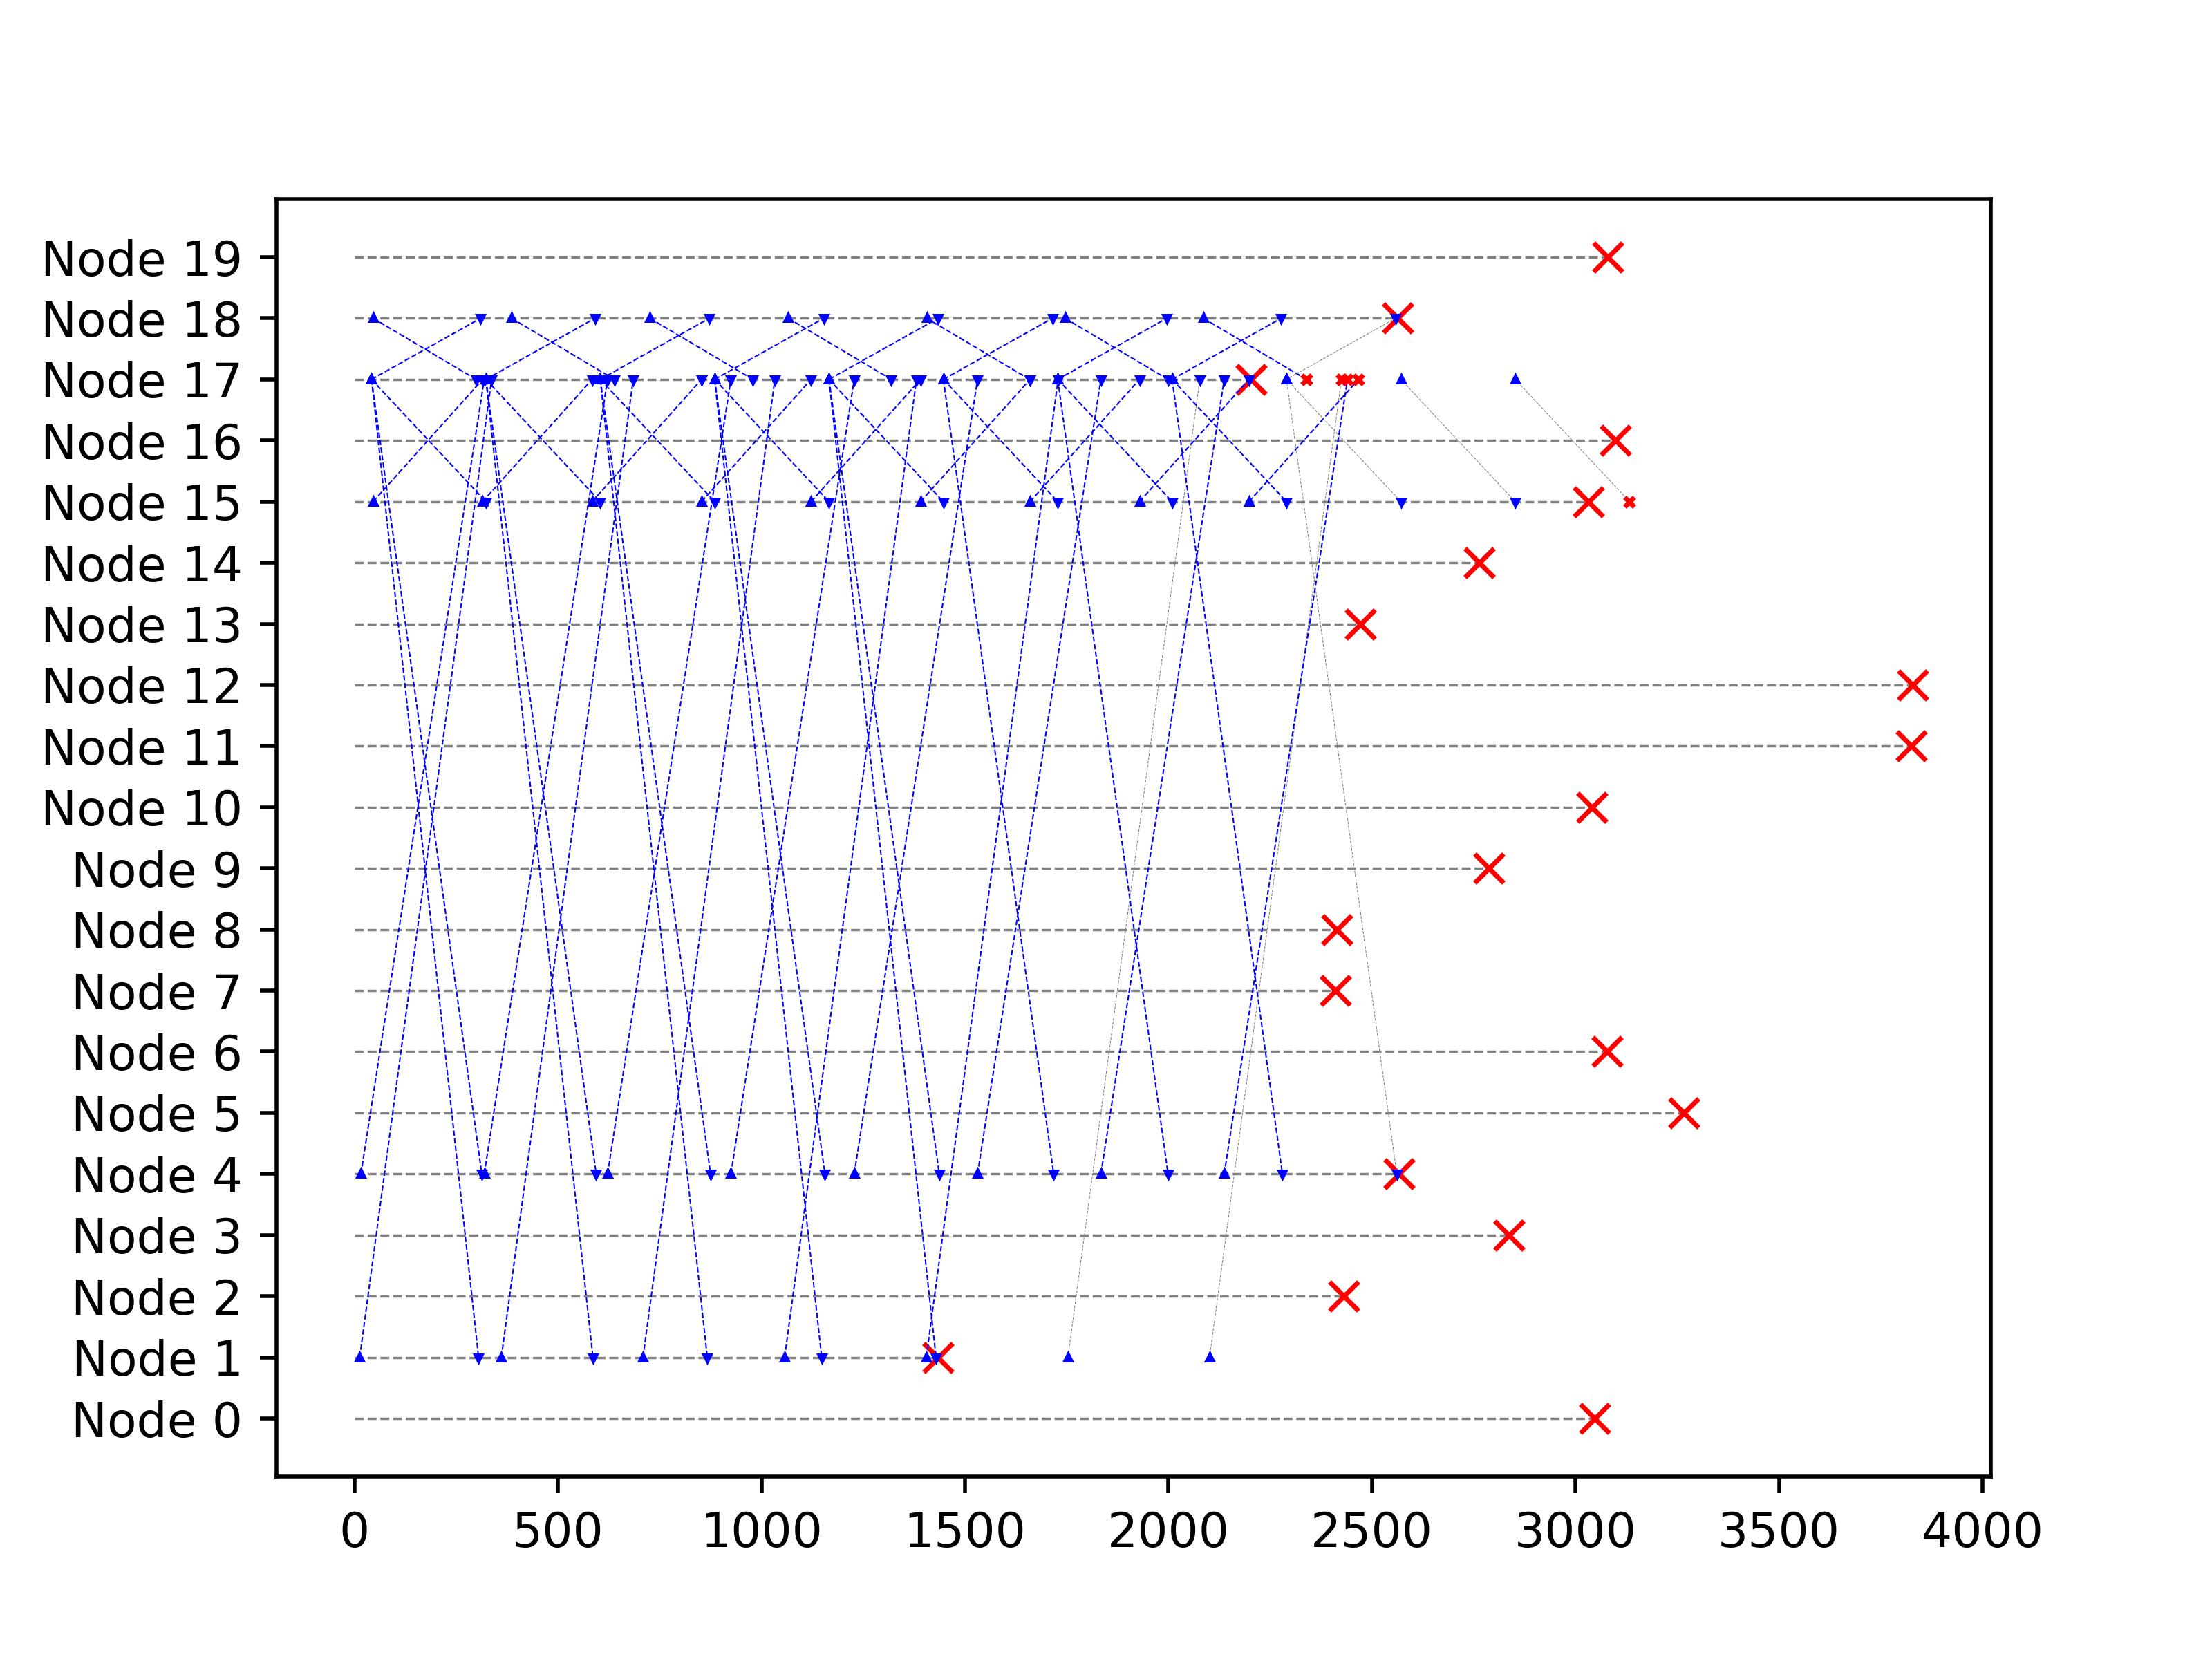 Node 19
Node 18
Node 17
Node 16
Node 15
Node 14
Node 13
Node 12
Node 11
Node 10
Node 9
Node 8
Node 7
Node 6
Node 5
Node 4
Node 3
Node 2
Node 1
Node 0
0 500 1000 1500 2000 2500 3000 3500 4000